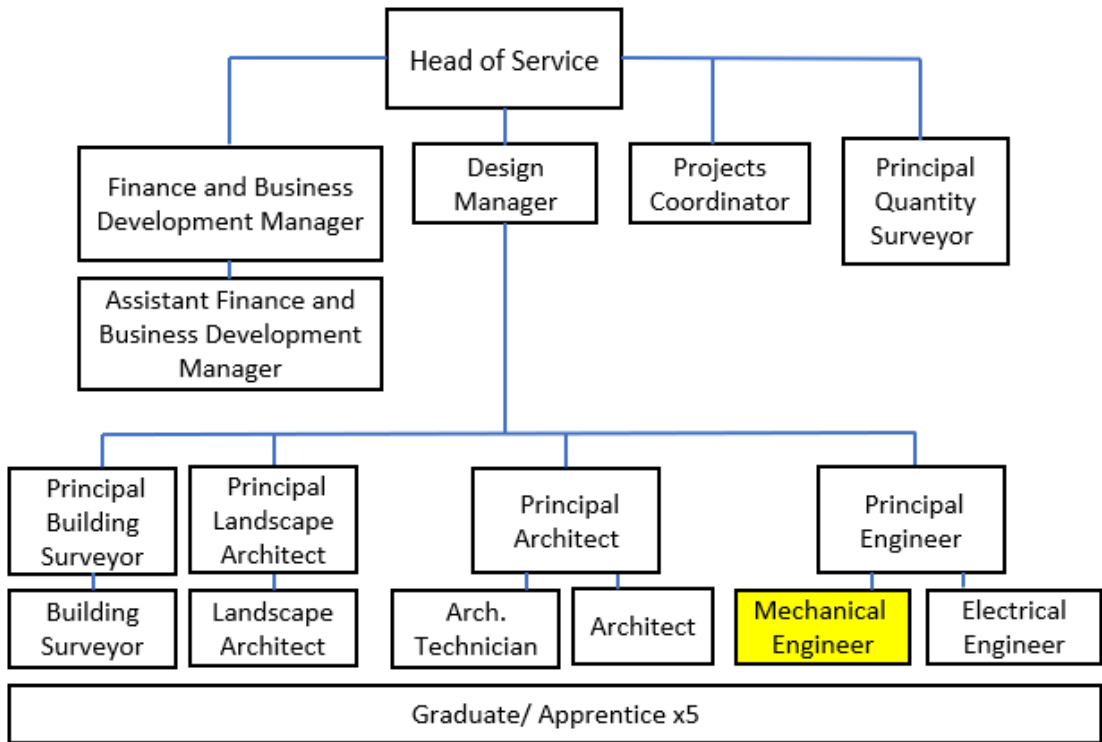 Head of Service
Finance and Business
Development Manager
Design
Manager
Projects
Coordinator
Principal
Quantity
Surveyor
Assistant Finance and
Business Development
Manager
Principal
Building
Surveyor
Principal
Landscape
Architect
Principal
Architect
Principal
Engineer
Building
Surveyor
Landscape
Architect
Arch.
Technician
Architect
Mechanical
Engineer
Electrical
Engineer
Graduate/ Apprentice x5